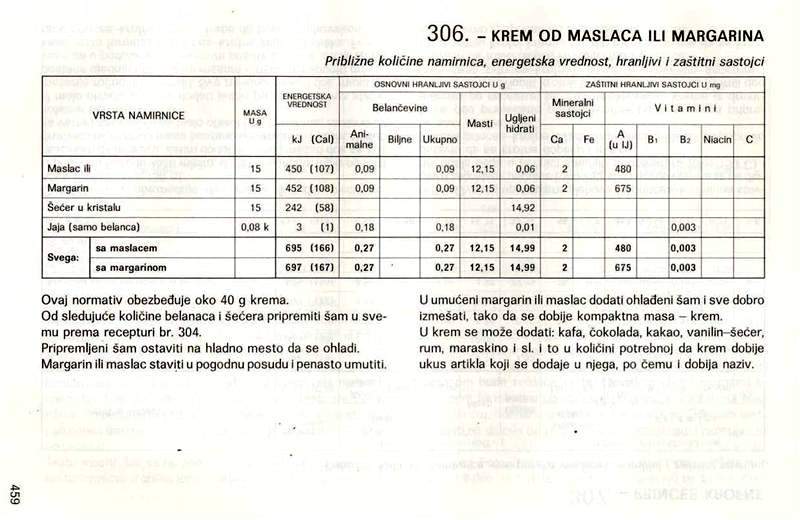 306. – KREM OD MASLACA ILI MARGARINA
Približne količine namirnica, energetska vrednost, hranljivi i zaštitni sastojci
VRSTA NAMIRNICE MASA U g ENERGETSKA VREDNOST OSNOVNI HRANLJIVI SASTOJCI U g ZAŠTITNI HRANLJIVI SASTOJCI U mg
Belančevine Masti Ugljeni hidrati Mineralni sastojci Vitamini
kJ (Cal) Ani-malne Biljne Ukupno Ca Fe A (u IJ) B1 B2 Niacin C
Maslac ili 15 450 (107) 0,09 0,09 12,15 0,06 2 480
Margarin 15 452 (108) 0,09 0,09 12,15 0,06 2 675
Šećer u kristalu 15 242 (58) 14,92
Jaja (samo belanca) 0,08 k 3 (1) 0,18 0,18 0,01 0,003
Svega: sa maslacem 695 (166) 0,27 0,27 12,15 14,99 2 480 0,003
sa margarinom 697 (167) 0,27 0,27 12,15 14,99 2 675 0,003
Ovaj normativ obezbeđuje oko 40 g krema.
Od sledujuće količine belanaca i šećera pripremiti šam u sve-
mu prema recepturi br. 304.
Pripremljeni šam ostaviti na hladno mesto da se ohladi.
Margarin ili maslac staviti u pogodnu posudu i penasto umutiti.
U umućeni margarin ili maslac dodati ohlađeni šam i sve dobro
izmešati, tako da se dobije kompaktna masa – krem.
U krem se može dodati: kafa, čokolada, kakao, vanilin–šećer,
rum, maraskino i sl. i to u količini potrebnoj da krem dobije
ukus artikla koji se dodaje u njega, po čemu i dobija naziv.
459